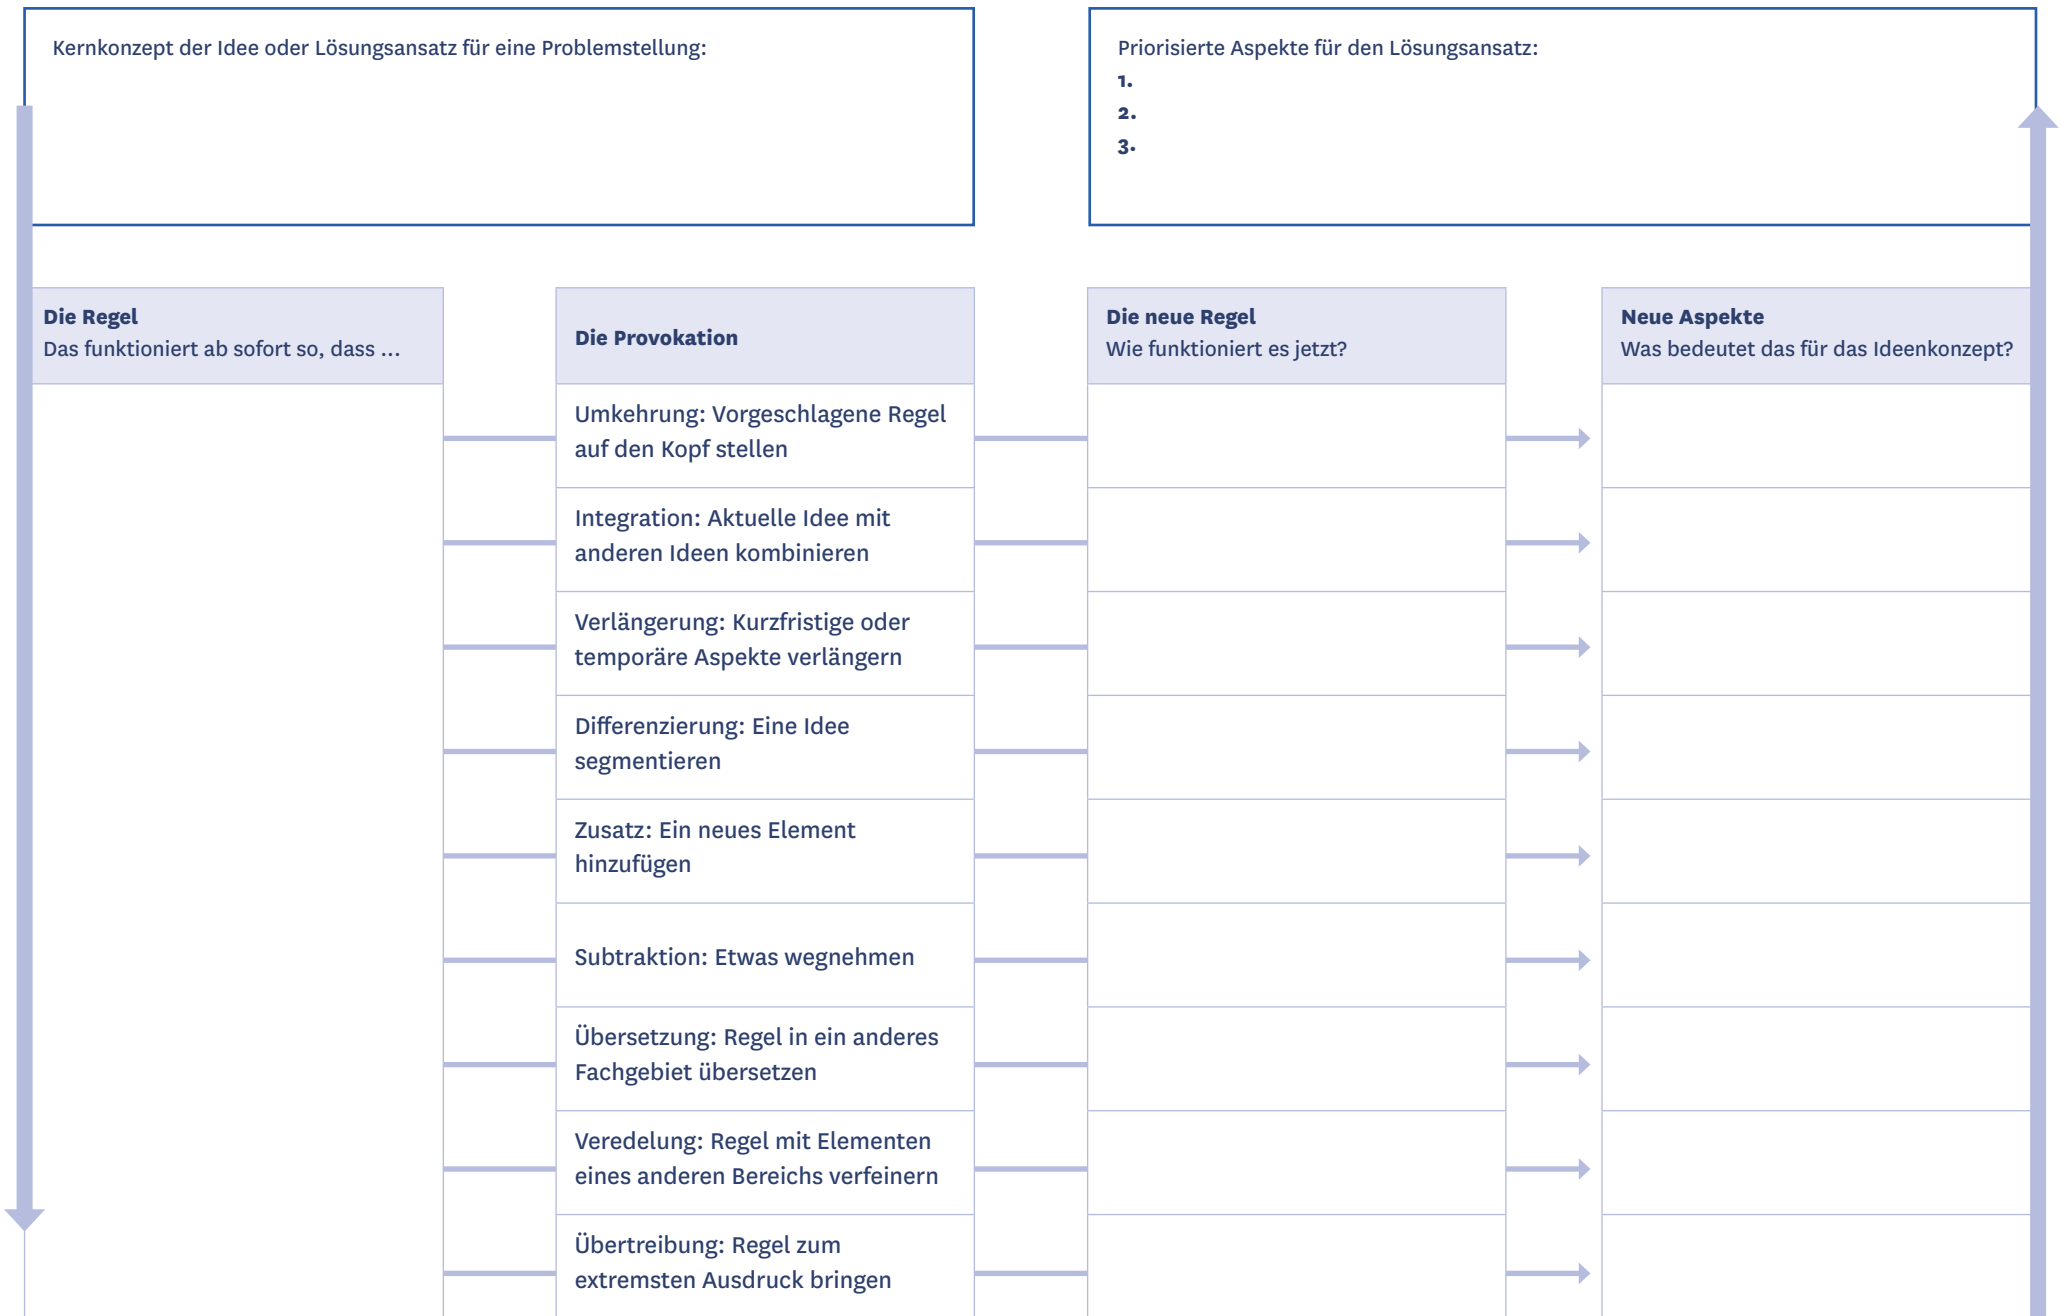 Kernkonzept der Idee oder Lösungsansatz für eine Problemstellung:
Priorisierte Aspekte für den Lösungsansatz:
1.
2.
3.
Die Regel
Das funktioniert ab sofort so, dass ...
Die Provokation
Die neue Regel
Wie funktioniert es jetzt?
Neue Aspekte
Was bedeutet das für das Ideenkonzept?
Umkehrung: Vorgeschlagene Regel
auf den Kopf stellen
Integration: Aktuelle Idee mit
anderen Ideen kombinieren
Verlängerung: Kurzfristige oder
temporäre Aspekte verlängern
Differenzierung: Eine Idee
segmentieren
Zusatz: Ein neues Element
hinzufügen
Subtraktion: Etwas wegnehmen
Übersetzung: Regel in ein anderes
Fachgebiet übersetzen
Veredelung: Regel mit Elementen
eines anderen Bereichs verfeinern
Übertreibung: Regel zum
extremsten Ausdruck bringen